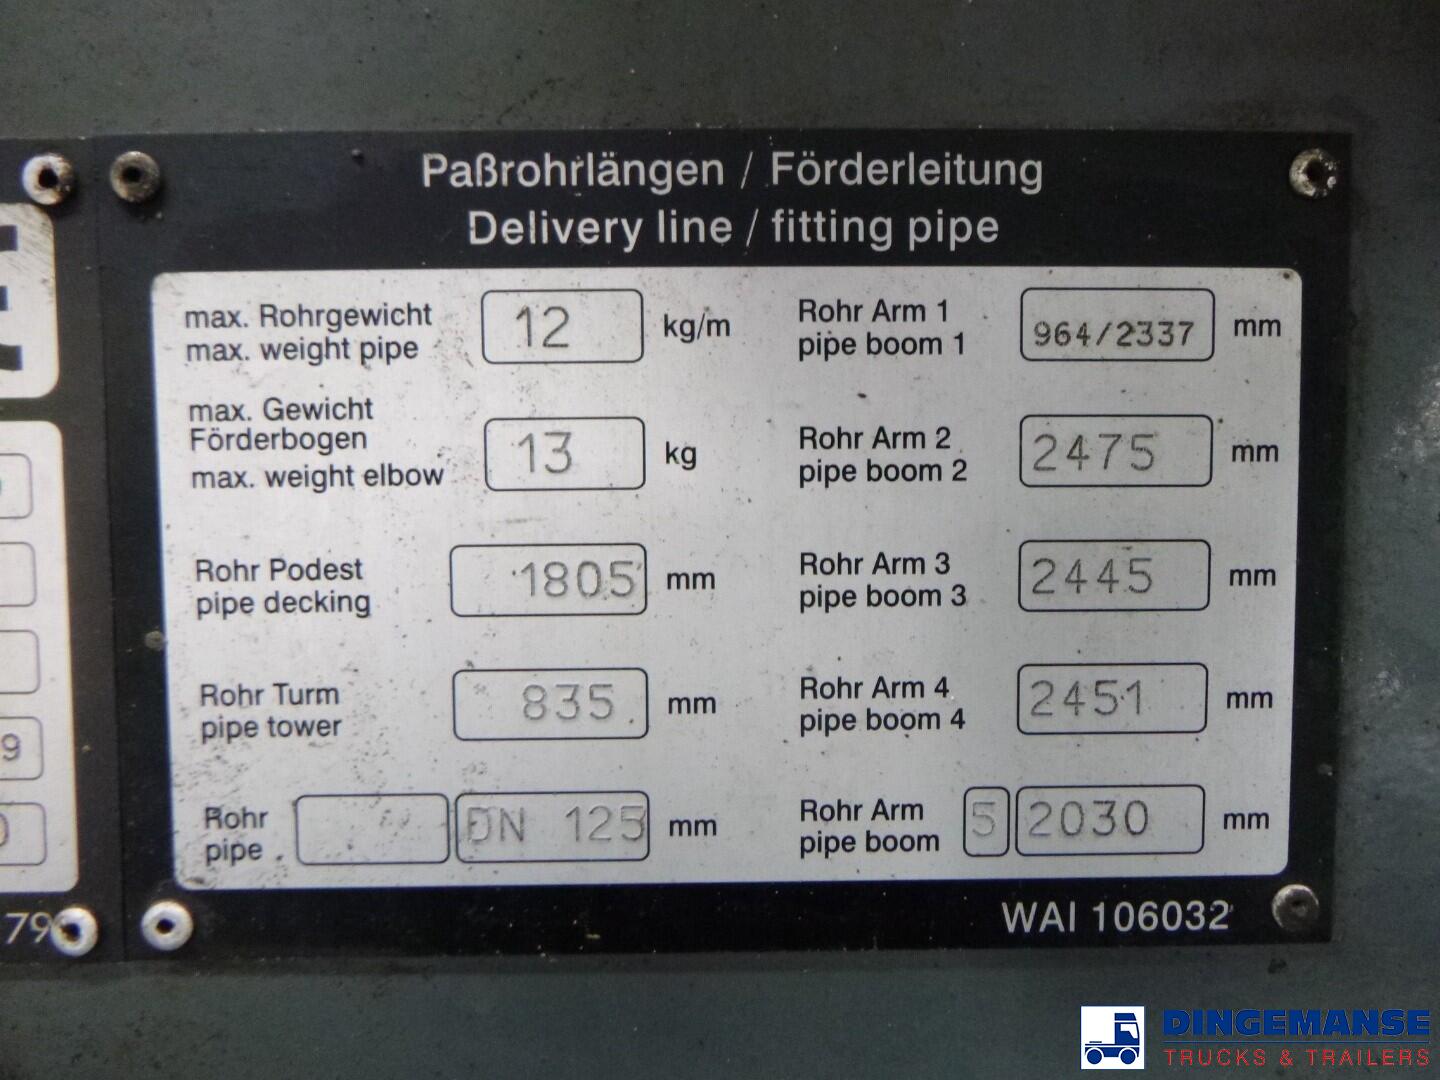 Paßrohrlängen / Förderleitung
Delivery line / fitting pipe
max. Rohrgewicht
max. weight pipe
12 kg/m
max. Gewicht
Förderbogen
max. weight elbow
13 kg
Rohr Podest
pipe decking
1805 mm
Rohr Turm
pipe tower
835 mm
Rohr
pipe
DN 125 mm
Rohr Arm 1
pipe boom 1
964/2337 mm
Rohr Arm 2
pipe boom 2
2475 mm
Rohr Arm 3
pipe boom 3
2445 mm
Rohr Arm 4
pipe boom 4
2451 mm
Rohr Arm
pipe boom
5 2030 mm
WAI 106032
9
79
DINGEMANSE
TRUCKS & TRAILERS